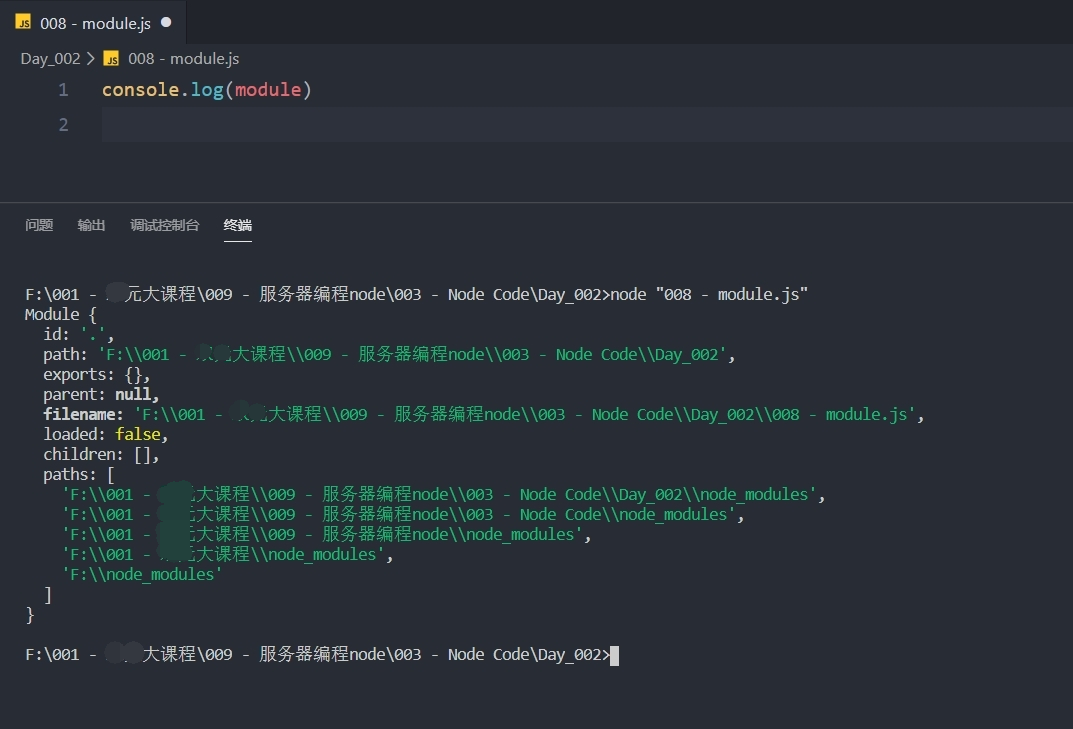 JS 008 - module.js
Day_002 > JS 008 - module.js
1 console.log(module)
2
问题 输出 调试控制台 终端
F:\001 - 元大课程\009 - 服务器编程node\003 - Node Code\Day_002>node "008 - module.js"
Module {
id: '.',
path: 'F:\\001 - 大课程\\009 - 服务器编程node\\003 - Node Code\\Day_002',
exports: {},
parent: null,
filename: 'F:\\001 - 大课程\\009 - 服务器编程node\\003 - Node Code\\Day_002\\008 - module.js',
loaded: false,
children: [],
paths: [
'F:\\001 - 大课程\\009 - 服务器编程node\\003 - Node Code\\Day_002\\node_modules',
'F:\\001 - 大课程\\009 - 服务器编程node\\003 - Node Code\\node_modules',
'F:\\001 - 大课程\\009 - 服务器编程node\\node_modules',
'F:\\001 - 大课程\\node_modules',
'F:\\node_modules'
]
}
F:\001 - 大课程\009 - 服务器编程node\003 - Node Code\Day_002>